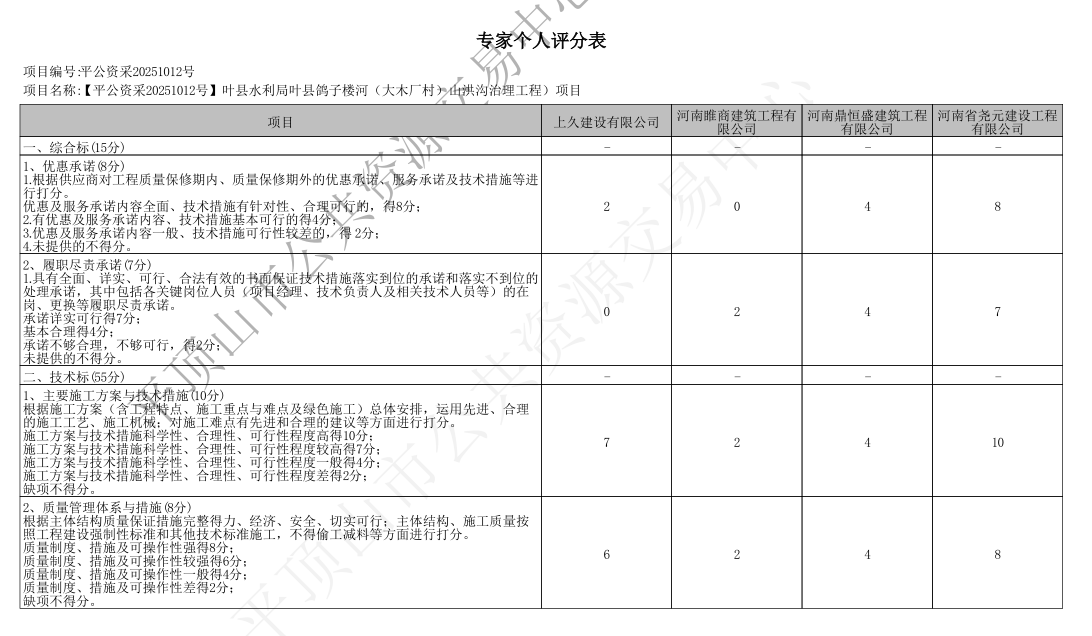 专家个人评分表
项目编号:平公资采20251012号
项目名称:【平公资采20251012号】叶县水利局叶县鸽子楼河（大木厂村）山洪沟治理工程）项目
项目 上久建设有限公司 河南睢商建筑工程有限公司 河南鼎恒盛建筑工程有限公司 河南省尧元建设工程有限公司
一、综合标(15分) - - - -
1、优惠承诺(8分)
1.根据供应商对工程质量保修期内、质量保修期外的优惠承诺、服务承诺及技术措施等进
行打分。
优惠及服务承诺内容全面、技术措施有针对性、合理可行的，得8分；
2.有优惠及服务承诺内容、技术措施基本可行的得4分；
3.优惠及服务承诺内容一般、技术措施可行性较差的，得 2分；
4.未提供的不得分。
2 0 4 8
2、履职尽责承诺(7分)
1.具有全面、详实、可行、合法有效的书面保证技术措施落实到位的承诺和落实不到位的
处理承诺，其中包括各关键岗位人员（项目经理、技术负责人及相关技术人员等）的在
岗、更换等履职尽责承诺。
承诺详实可行得7分；
基本合理得4分；
承诺不够合理，不够可行，得2分；
未提供的不得分。
0 2 4 7
二、技术标(55分) - - - -
1、主要施工方案与技术措施(10分)
根据施工方案（含工程特点、施工重点与难点及绿色施工）总体安排，运用先进、合理
的施工工艺、施工机械；对施工难点有先进和合理的建议等方面进行打分。
施工方案与技术措施科学性、合理性、可行性程度高得10分；
施工方案与技术措施科学性、合理性、可行性程度较高得7分；
施工方案与技术措施科学性、合理性、可行性程度一般得4分；
施工方案与技术措施科学性、合理性、可行性程度差得2分；
缺项不得分。
7 2 4 10
2、质量管理体系与措施(8分)
根据主体结构质量保证措施完整得力、经济、安全、切实可行；主体结构、施工质量按
照工程建设强制性标准和其他技术标准施工，不得偷工减料等方面进行打分。
质量制度、措施及可操作性强得8分；
质量制度、措施及可操作性较强得6分；
质量制度、措施及可操作性一般得4分；
质量制度、措施及可操作性差得2分；
缺项不得分。
6 2 4 8
平顶山市公共资源交易中心
平顶山市公共资源交易中心